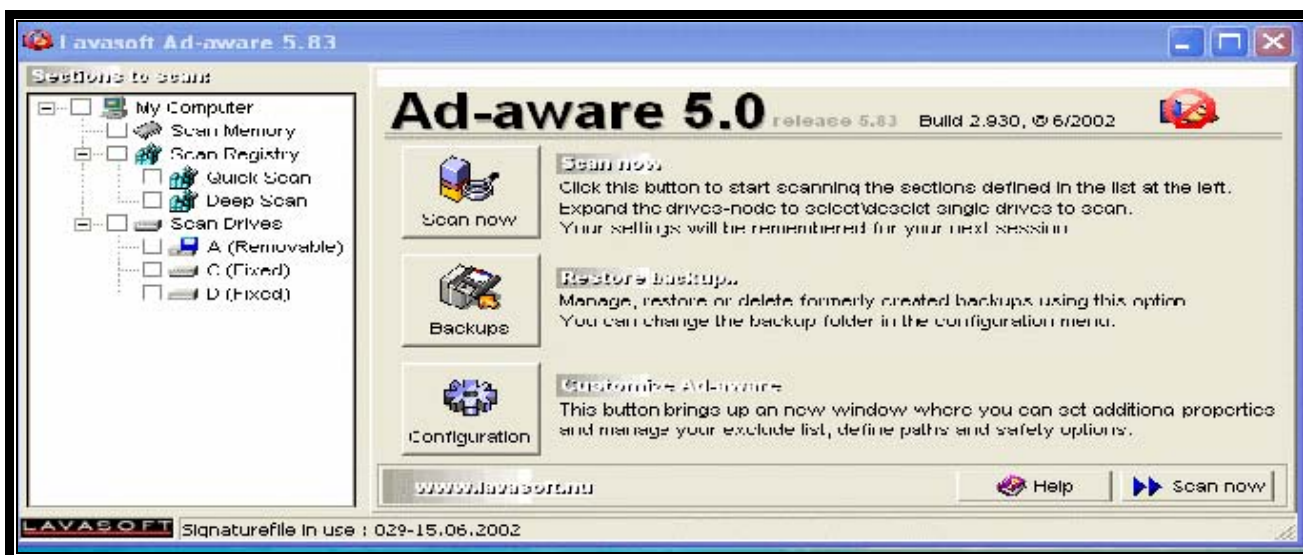 Lavasoft Ad-aware 5.83
Sections to scan:
My Computer
Scan Memory
Scan Registry
Quick Scan
Deep Scan
Scan Drives
A (Removable)
C (Fixed)
D (Fixed)
Ad-aware 5.0 release 5.83 Build 2.930, © 6/2002
Scan now
Scan now..
Click this button to start scanning the sections defined in the list at the left.
Expand the drives-node to select\deselct single drives to scan.
Your settings will be remembered for your next session
Backups
Restore backup..
Manage, restore or delete formerly created backups using this option
You can change the backup folder in the configuration menu.
Configuration
Customize Ad-aware
This button brings up an new window where you can set additiona properties
and manage your exclude list, define paths and safety options.
www.lavasoft.nu
Help
Scan now
LAVASOFT
Signaturefile in use : 029-15.06.2002